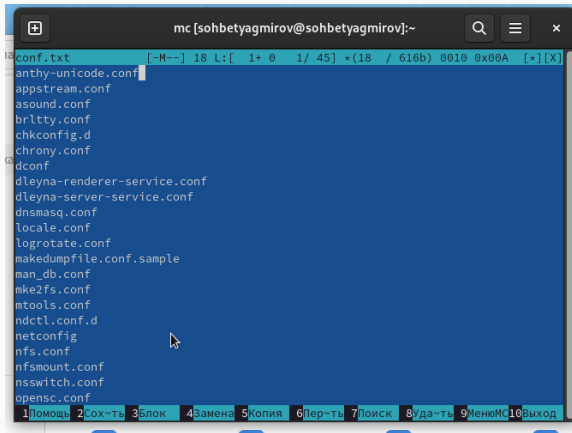 mc [sohbetyagmirov@sohbetyagmirov]:~
conf.txt [-M--] 18 L:[ 1+ 0 1/ 45] *(18 / 616b) 0010 0x00A [*][X]
anthy-unicode.conf
appstream.conf
asound.conf
brltty.conf
chkconfig.d
chrony.conf
dconf
dleyna-renderer-service.conf
dleyna-server-service.conf
dnsmasq.conf
locale.conf
logrotate.conf
makedumpfile.conf.sample
man_db.conf
mke2fs.conf
mtools.conf
ndctl.conf.d
netconfig
nfs.conf
nfsmount.conf
nsswitch.conf
opensc.conf
1Помощь 2Сох~ть 3Блок 4Замена 5Копия 6Пер~ть 7Поиск 8Уда~ть 9МенюMC 10Выход